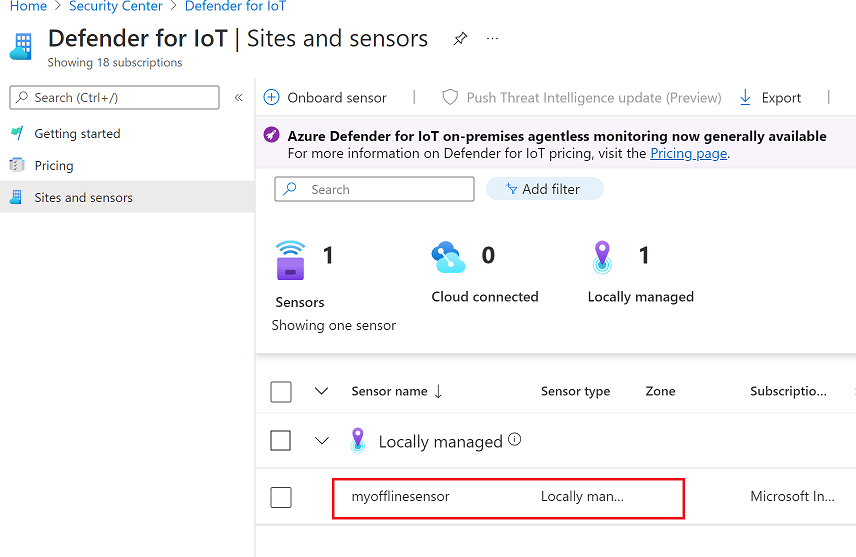 Home > Security Center > Defender for IoT
Defender for IoT | Sites and sensors
Showing 18 subscriptions
Search (Ctrl+/)
«
Getting started
Pricing
Sites and sensors
Onboard sensor | Push Threat Intelligence update (Preview) Export |
Azure Defender for IoT on-premises agentless monitoring now generally available
For more information on Defender for IoT pricing, visit the Pricing page.
Search
Add filter
1
Sensors
0
Cloud connected
1
Locally managed
Showing one sensor
Sensor name ↓ Sensor type Zone Subscriptio...
Locally managed
myofflinesensor Locally man... Microsoft In...